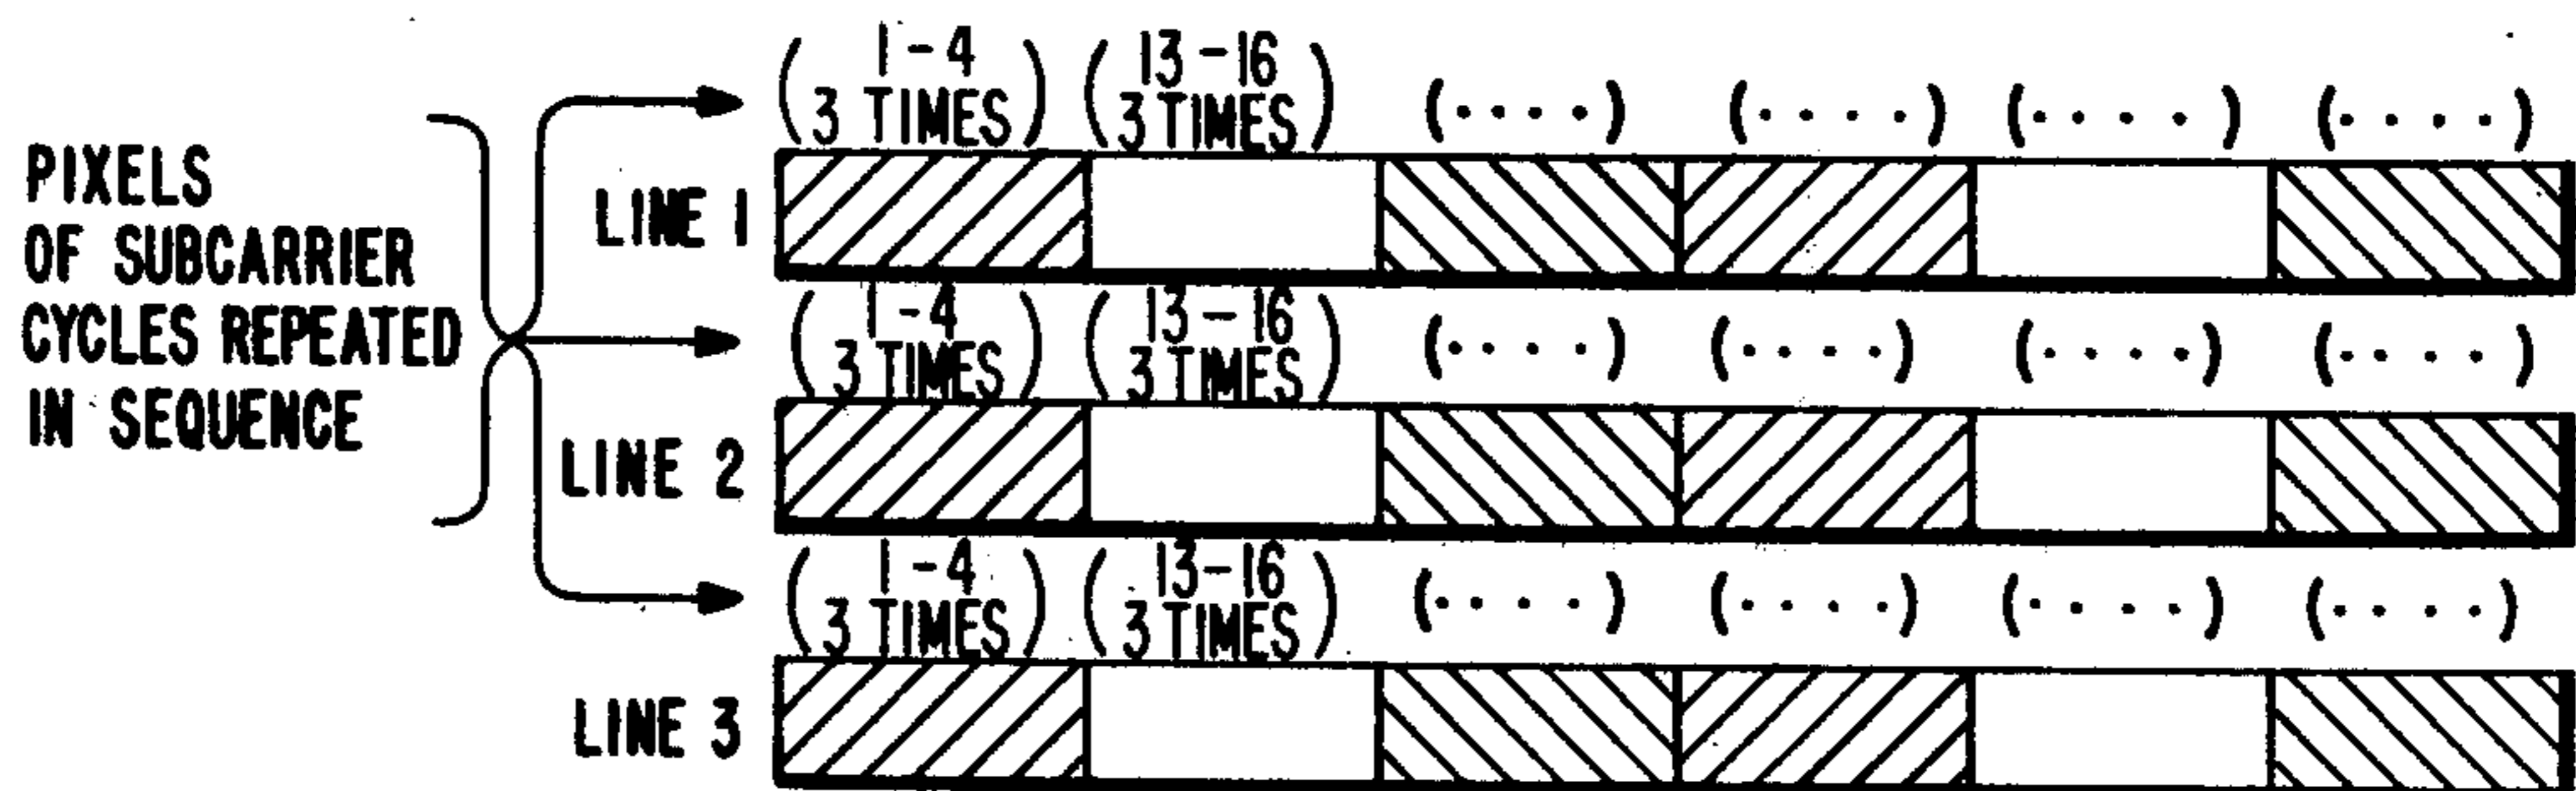 PIXELS
OF SUBCARRIER
CYCLES REPEATED
IN SEQUENCE
(1-4 3 TIMES) (13-16 3 TIMES) (....) (....) (....) (....)
LINE 1
(1-4 3 TIMES) (13-16 3 TIMES) (....) (....) (....) (....)
LINE 2
(1-4 3 TIMES) (13-16 3 TIMES) (....) (....) (....) (....)
LINE 3